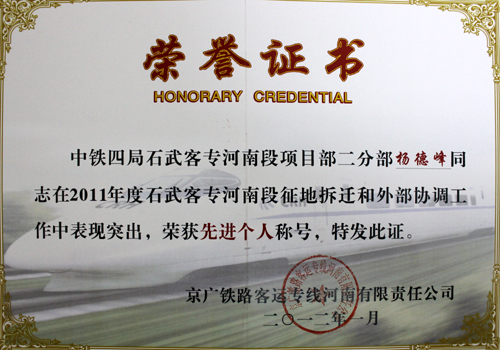 荣誉证书
HONORARY CREDENTIAL
中铁四局石武客专河南段项目部二分部杨德峰同
志在2011年度石武客专河南段征地拆迁和外部协调工
作中表现突出，荣获先进个人称号，特发此证。
京广铁路客运专线河南有限责任公司
二〇一二年一月